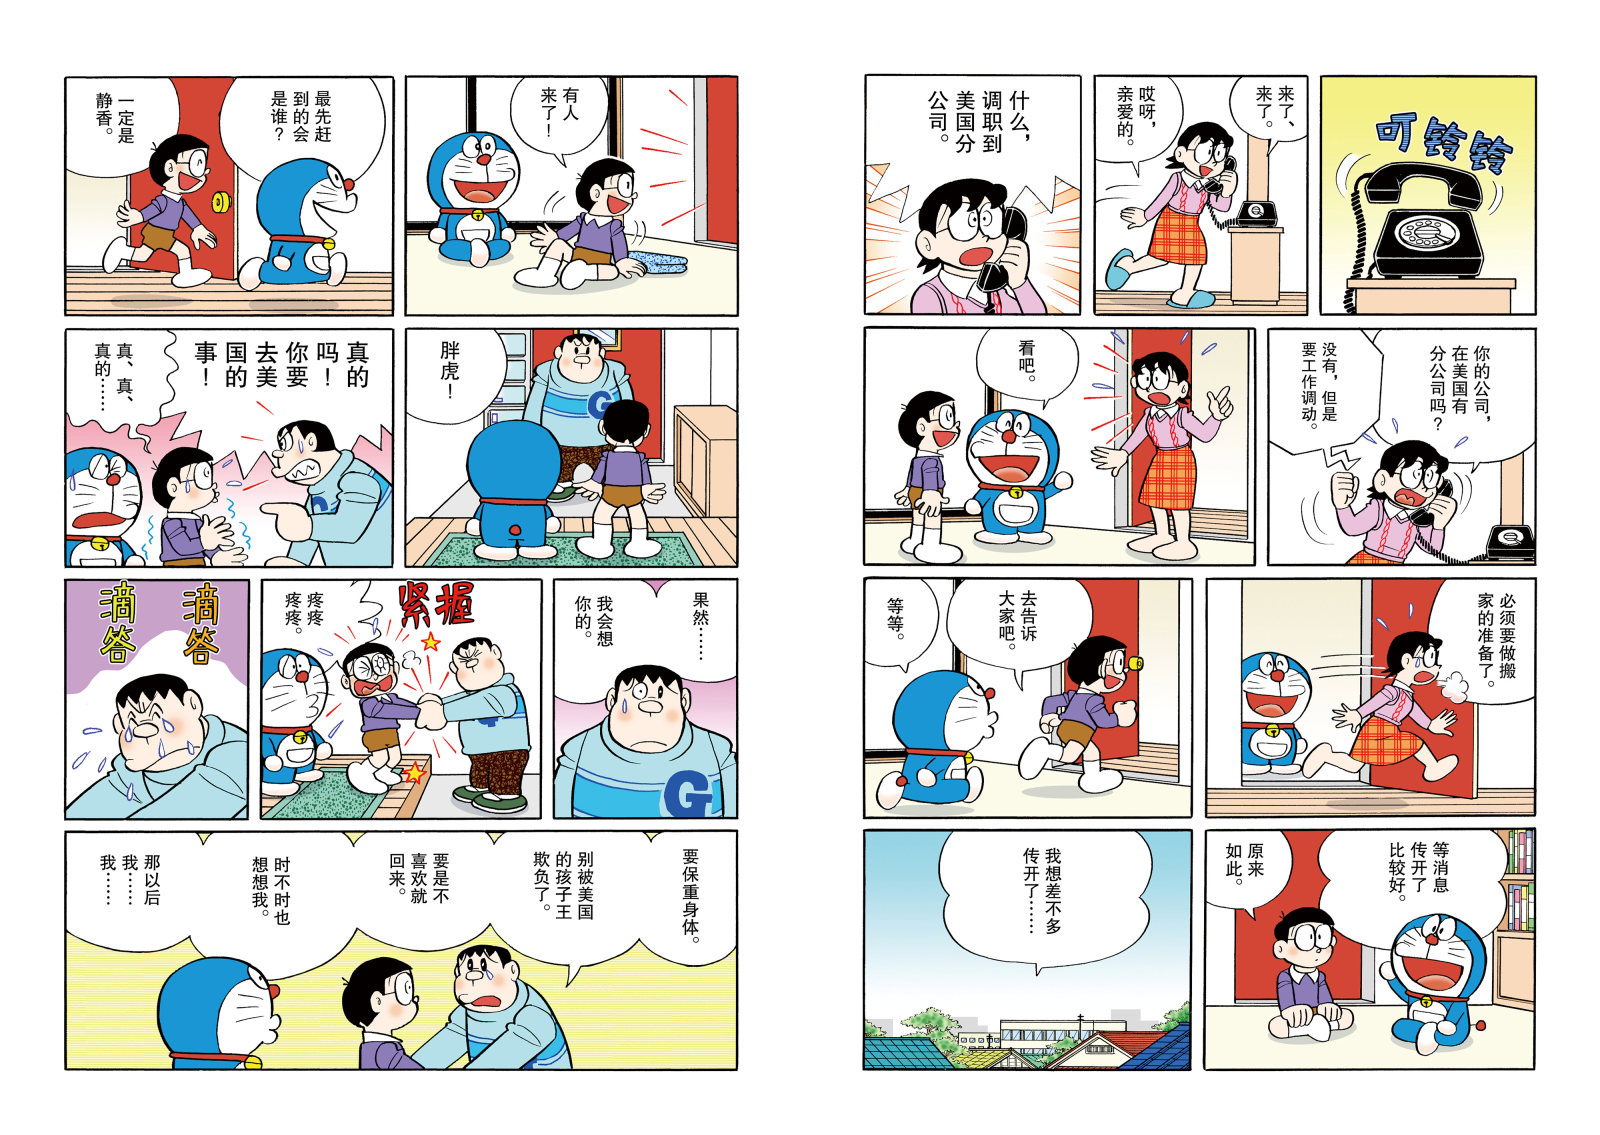 叮铃铃
来了、
来了。
哎呀，
亲爱的。
什么，
调职到
美国分
公司。
你的公司，
在美国有
分公司吗？
没有，但是
要工作调动。
看吧。
必须要做搬
家的准备了。
去告诉
大家吧。
等等。
等消息
传开了
比较好。
原来
如此。
我想差不多
传开了……
有人
来了！
最先赶
到的会
是谁？
一定是
静香。
胖虎！
真的
吗！
你要
去美
国的
事！
真、真、
真的……
果然……
我会想
你的。
G
紧握
疼疼
疼疼。
滴答
滴答
要保重身体。
别被美国
的孩子王
欺负了。
要是不
喜欢就
回来。
时不时也
想想我。
那以后
我……
我……